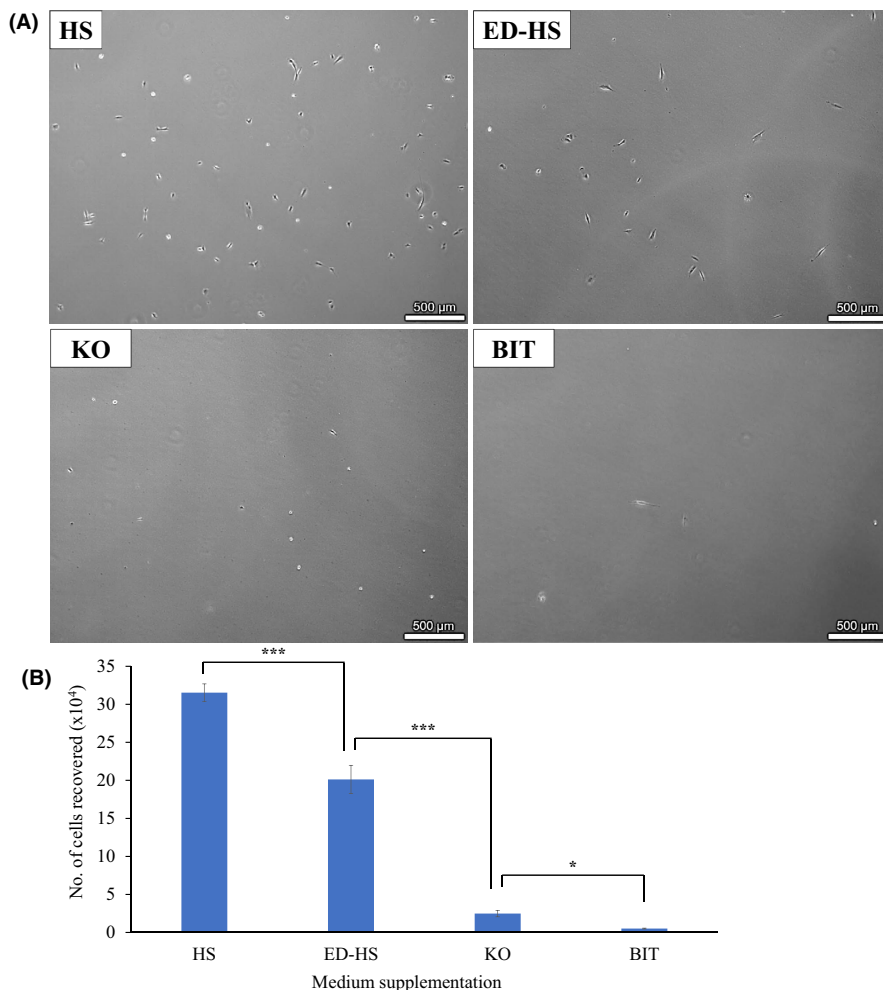 (A)
HS
ED-HS
500 µm
500 µm
KO
BIT
500 µm
500 µm
(B)
No. of cells recovered (x10⁴)
35
30
25
20
15
10
5
0
***
***
*
HS
ED-HS
KO
BIT
Medium supplementation